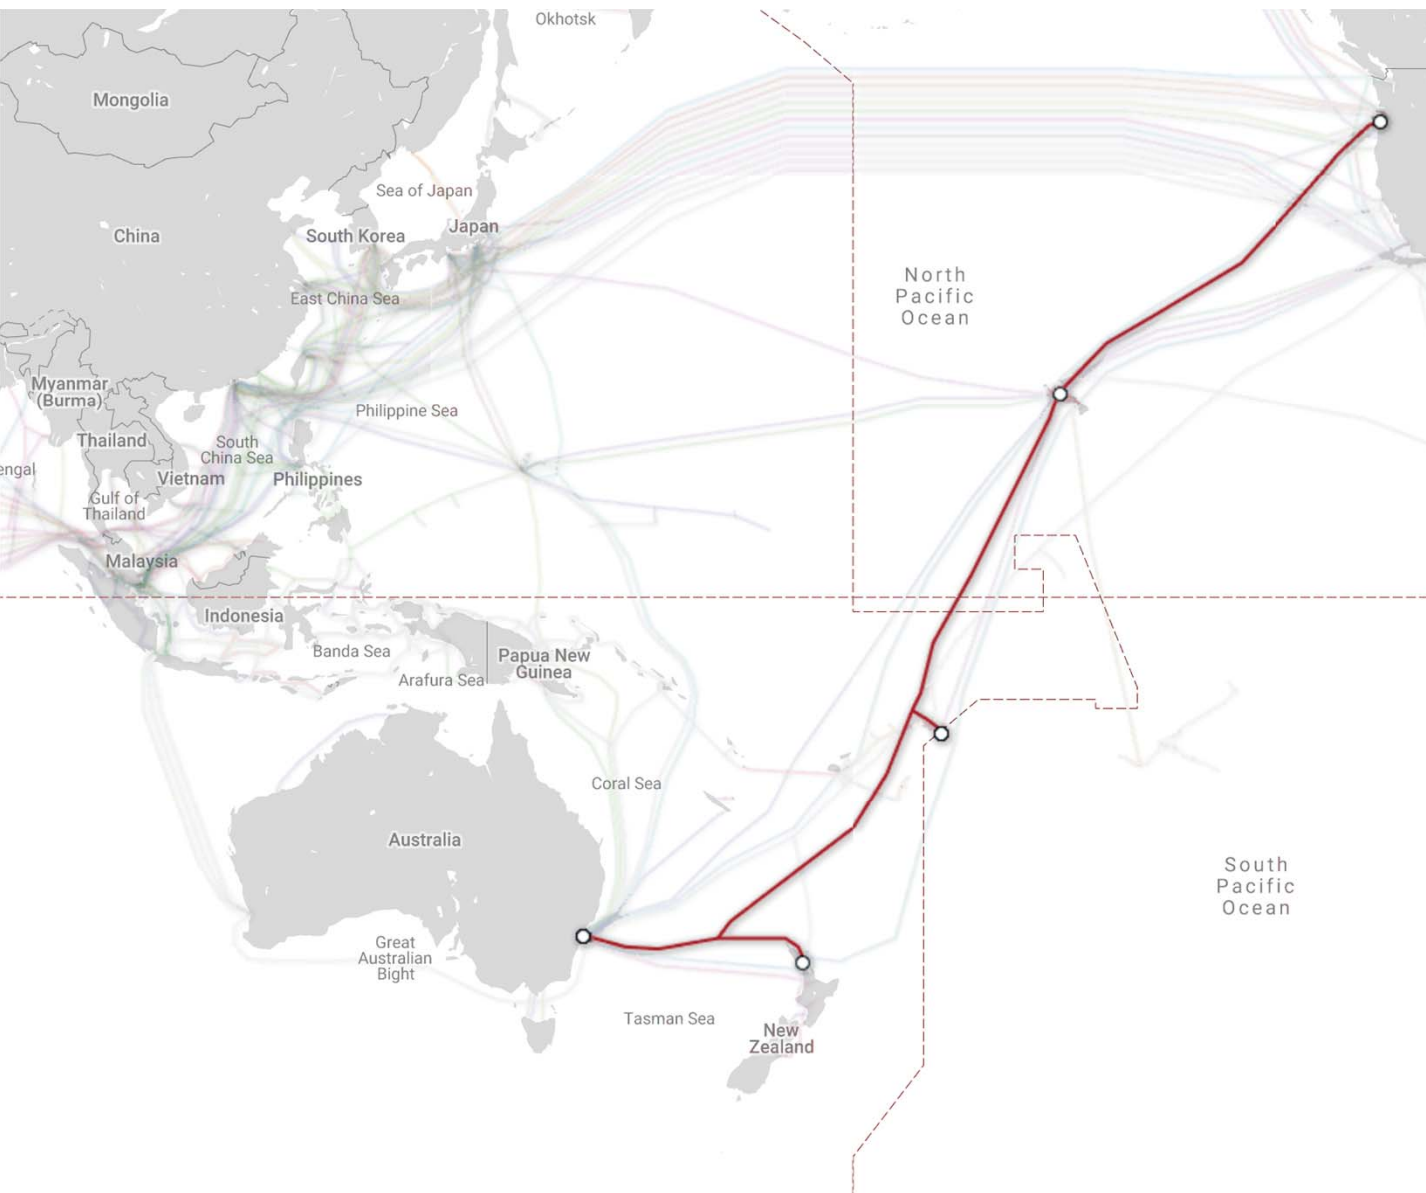 Okhotsk
Mongolia
Sea of Japan
Japan
South Korea
China
North
Pacific
Ocean
East China Sea
Myanmar
(Burma)
Philippine Sea
Thailand
South
China Sea
engal
Vietnam
Philippines
Gulf of
Thailand
Malaysia
Indonesia
Banda Sea
Papua New
Guinea
Arafura Sea
Coral Sea
Australia
South
Pacific
Ocean
Great
Australian
Bight
Tasman Sea
New
Zealand